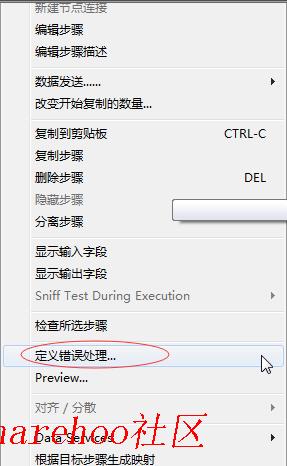 新建节点连接
编辑步骤
编辑步骤描述
数据发送......
改变开始复制的数量...
复制到剪贴板 CTRL-C
复制步骤
删除步骤 DEL
隐藏步骤
分离步骤
显示输入字段
显示输出字段
Sniff Test During Execution
检查所选步骤
定义错误处理...
Preview...
对齐 / 分散
arehoo社区
Data Services
根据目标步骤生成映射